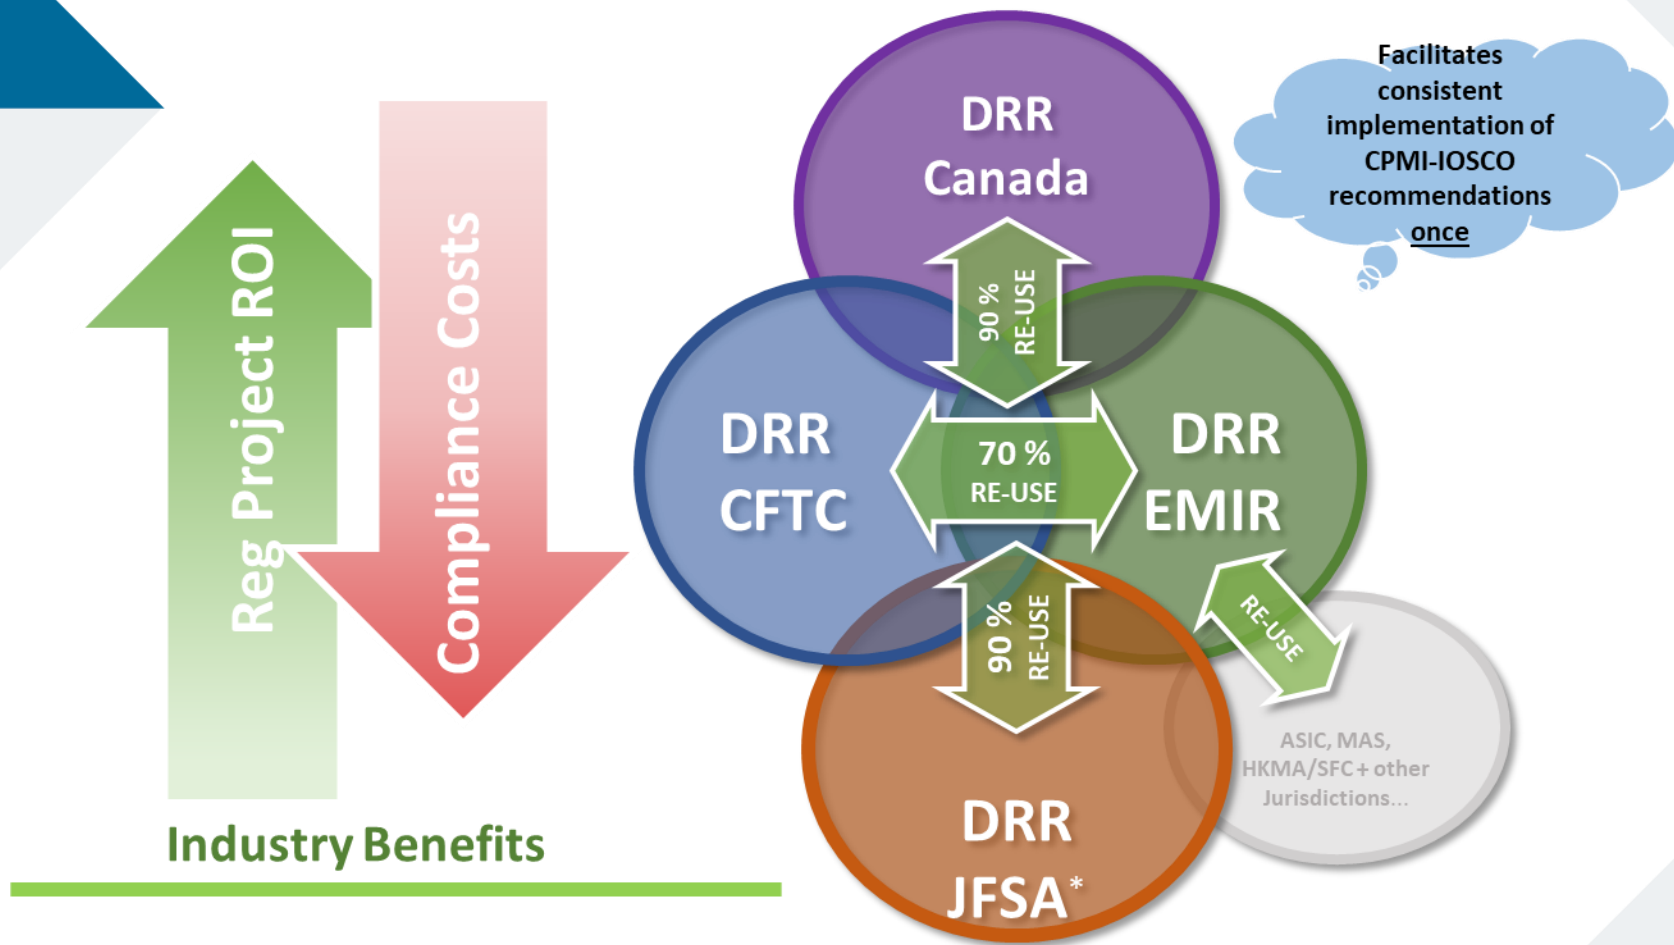 Reg Project ROI
Compliance Costs
Industry Benefits
DRR
Canada
90 %
RE-USE
DRR
CFTC
70 %
RE-USE
DRR
EMIR
90 %
RE-USE
RE-USE
DRR
JFSA*
ASIC, MAS,
HKMA/SFC + other
Jurisdictions...
Facilitates
consistent
implementation of
CPMI-IOSCO
recommendations
once